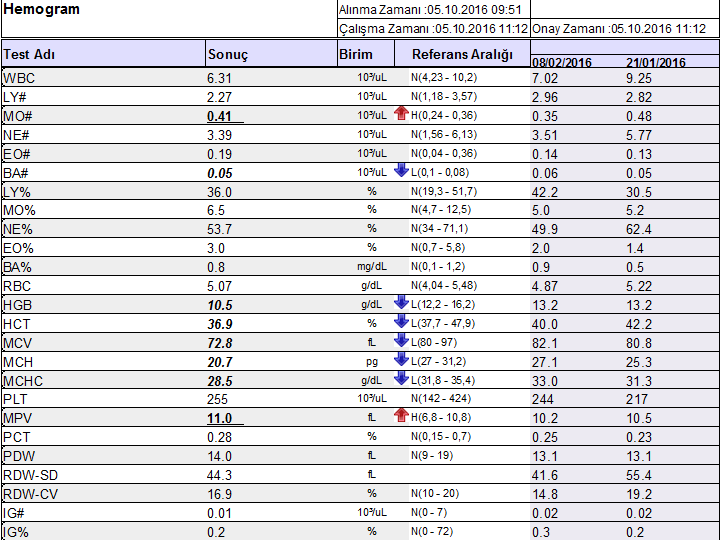 Hemogram
Alınma Zamanı :05.10.2016 09:51
Çalışma Zamanı :05.10.2016 11:12 Onay Zamanı :05.10.2016 11:12
Test Adı Sonuç Birim Referans Aralığı 08/02/2016 21/01/2016
WBC 6.31 10³/uL N(4,23 - 10,2) 7.02 9.25
LY# 2.27 10³/uL N(1,18 - 3,57) 2.96 2.82
MO# 0.41 10³/uL H(0,24 - 0,36) 0.35 0.48
NE# 3.39 10³/uL N(1,56 - 6,13) 3.51 5.77
EO# 0.19 10³/uL N(0,04 - 0,36) 0.14 0.13
BA# 0.05 10³/uL L(0,1 - 0,08) 0.06 0.05
LY% 36.0 % N(19,3 - 51,7) 42.2 30.5
MO% 6.5 % N(4,7 - 12,5) 5.0 5.2
NE% 53.7 % N(34 - 71,1) 49.9 62.4
EO% 3.0 % N(0,7 - 5,8) 2.0 1.4
BA% 0.8 mg/dL N(0,1 - 1,2) 0.9 0.5
RBC 5.07 g/dL N(4,04 - 5,48) 4.87 5.22
HGB 10.5 g/dL L(12,2 - 16,2) 13.2 13.2
HCT 36.9 % L(37,7 - 47,9) 40.0 42.2
MCV 72.8 fL L(80 - 97) 82.1 80.8
MCH 20.7 pg L(27 - 31,2) 27.1 25.3
MCHC 28.5 g/dL L(31,8 - 35,4) 33.0 31.3
PLT 255 10³/uL N(142 - 424) 244 217
MPV 11.0 fL H(6,8 - 10,8) 10.2 10.5
PCT 0.28 % N(0,15 - 0,7) 0.25 0.23
PDW 14.0 fL N(9 - 19) 13.1 13.1
RDW-SD 44.3 fL 41.6 55.4
RDW-CV 16.9 % N(10 - 20) 14.8 19.2
IG# 0.01 10³/uL N(0 - 7) 0.02 0.02
IG% 0.2 % N(0 - 72) 0.3 0.2